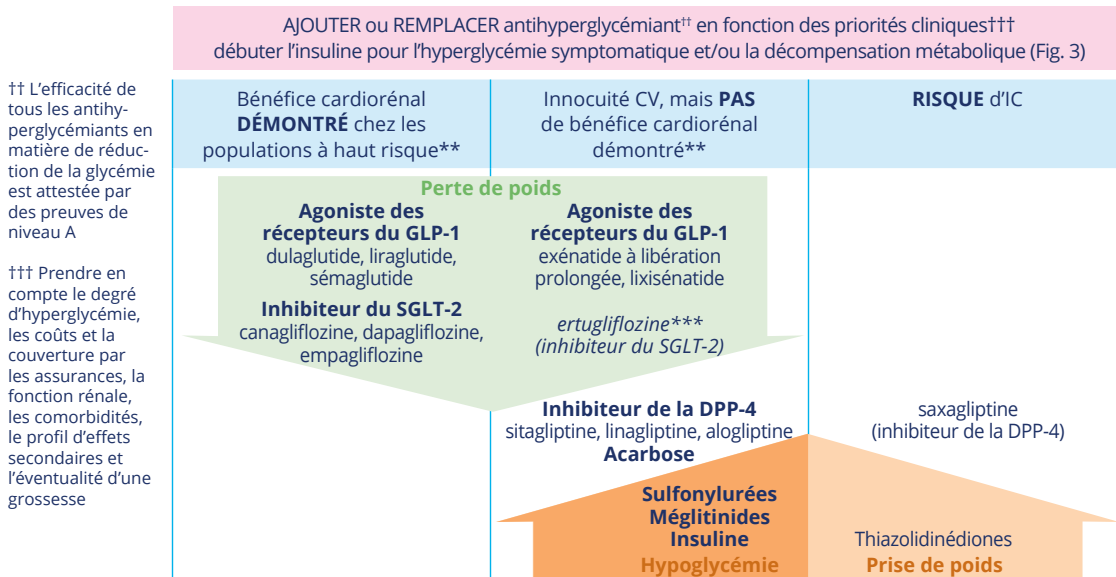 AJOUTER ou REMPLACER antihyperglycémiant†† en fonction des priorités cliniques†††
débuter l’insuline pour l’hyperglycémie symptomatique et/ou la décompensation métabolique (Fig. 3)
†† L’efficacité de
tous les antihy-
perglycémiants en
matière de réduc-
tion de la glycémie
est attestée par
des preuves de
niveau A
††† Prendre en
compte le degré
d’hyperglycémie,
les coûts et la
couverture par
les assurances, la
fonction rénale,
les comorbidités,
le profil d’effets
secondaires et
l’éventualité d’une
grossesse
Bénéfice cardiorénal
DÉMONTRÉ chez les
populations à haut risque**
Innocuité CV, mais PAS
de bénéfice cardiorénal
démontré**
RISQUE d’IC
Perte de poids
Agoniste des
récepteurs du GLP-1
dulaglutide, liraglutide,
sémaglutide
Inhibiteur du SGLT-2
canagliflozine, dapagliflozine,
empagliflozine
Agoniste des
récepteurs du GLP-1
exénatide à libération
prolongée, lixisénatide
ertugliflozine***
(inhibiteur du SGLT-2)
Inhibiteur de la DPP-4
sitagliptine, linagliptine, alogliptine
Acarbose
saxagliptine
(inhibiteur de la DPP-4)
Sulfonylurées
Méglitinides
Insuline
Hypoglycémie
Thiazolidinédiones
Prise de poids